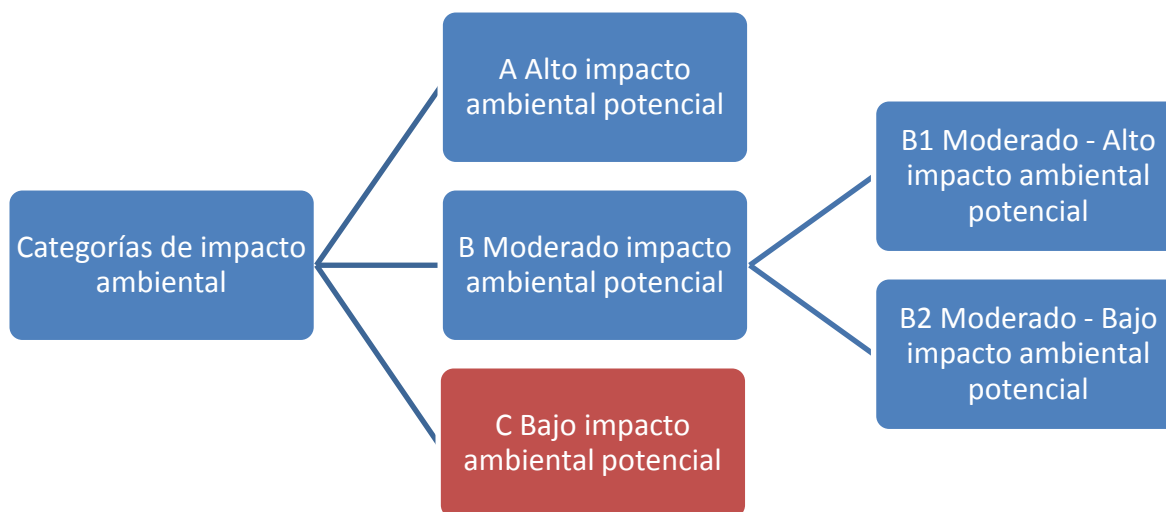 A Alto impacto
ambiental potencial
Categorías de impacto
ambiental
B Moderado impacto
ambiental potencial
C Bajo impacto
ambiental potencial
B1 Moderado - Alto
impacto ambiental
potencial
B2 Moderado - Bajo
impacto ambiental
potencial